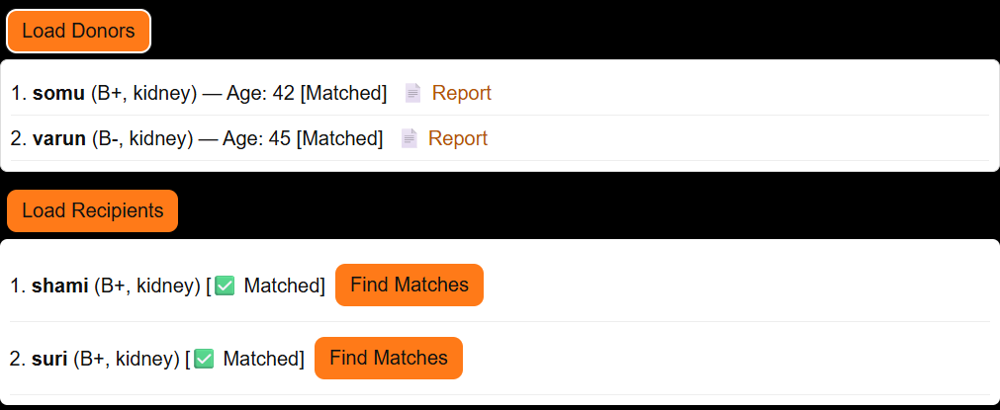 Load Donors
1. somu (B+, kidney) — Age: 42 [Matched] 📄 Report
2. varun (B-, kidney) — Age: 45 [Matched] 📄 Report
Load Recipients
1. shami (B+, kidney) [✅ Matched] Find Matches
2. suri (B+, kidney) [✅ Matched] Find Matches